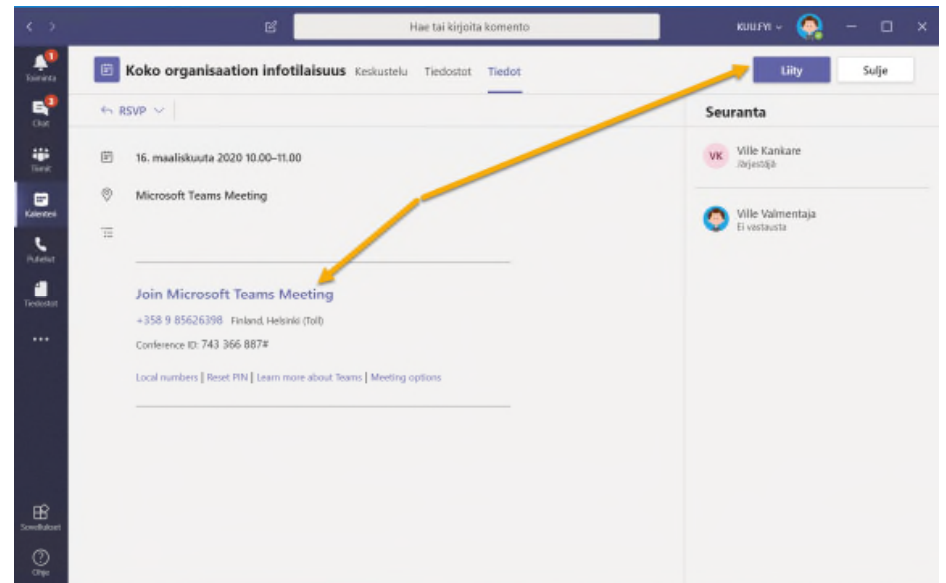 Hae tai kirjoita komento
KUULFYI
1
Toiminta
3
Chat
Tiimit
Kalenteri
Puhelut
Tiedostot
Sovellukset
Ohje
Koko organisaation infotilaisuus Keskustelu Tiedostot Tiedot
Liity
Sulje
RSVP
16. maaliskuuta 2020 10.00–11.00
Microsoft Teams Meeting
Join Microsoft Teams Meeting
+358 9 85626398 Finland, Helsinki (Toll)
Conference ID: 743 366 887#
Local numbers | Reset PIN | Learn more about Teams | Meeting options
Seuranta
VK
Ville Kankare
Järjestäjä
Ville Valmentaja
Ei vastausta